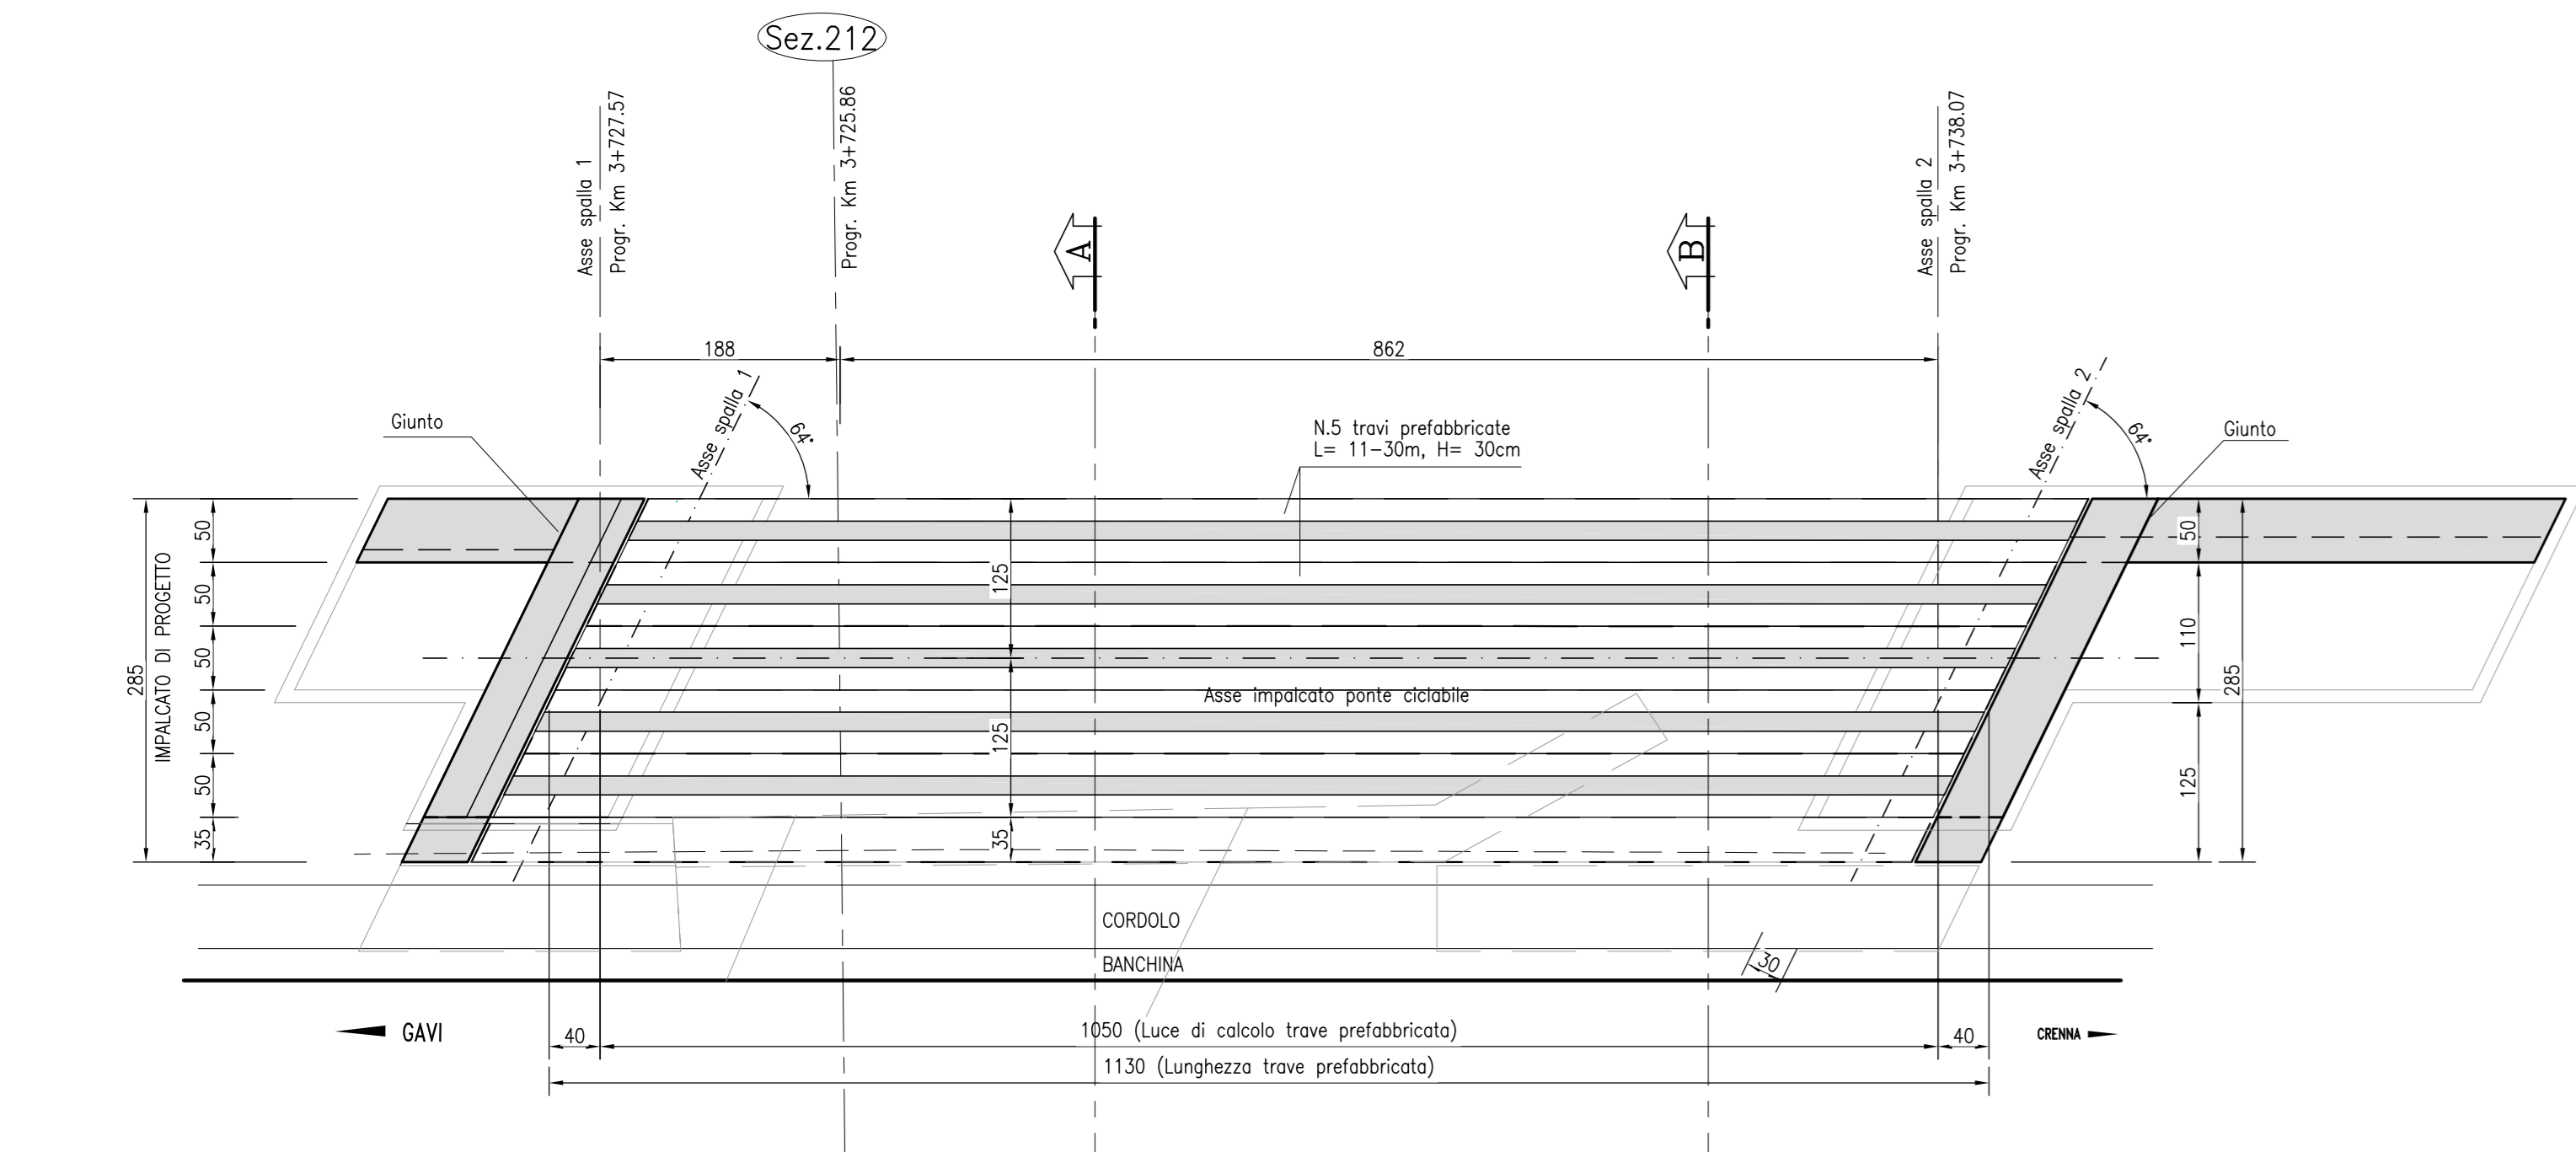 Sez.212
Asse spalla 1
Progr. Km 3+727.57
Progr. Km 3+725.86
A
B
Asse spalla 2
Progr. Km 3+738.07
188
862
Asse spalla 1
64°
Asse spalla 2
64°
Giunto
N.5 travi prefabbricate
L= 11-30m, H= 30cm
Giunto
285
IMPALCATO DI PROGETTO
50
50
50
50
50
35
125
125
35
Asse impalcato ponte ciclabile
50
110
125
285
CORDOLO
BANCHINA
30
GAVI
40
1050 (Luce di calcolo trave prefabbricata)
40
CRENNA
1130 (Lunghezza trave prefabbricata)